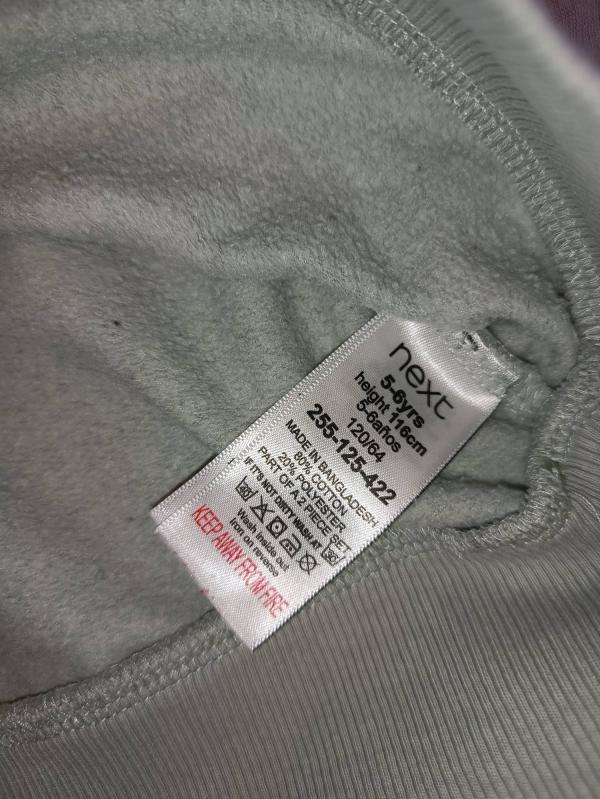 next
5-6yrs
height 116cm
5-6años
120/64
255-125-422
MADE IN BANGLADESH
80% COTTON
20% POLYESTER
PART OF A 2 PIECE SET
IF IT'S NOT DIRTY WEAR IT
Wash inside out
iron on reverse
KEEP AWAY FROM FIRE